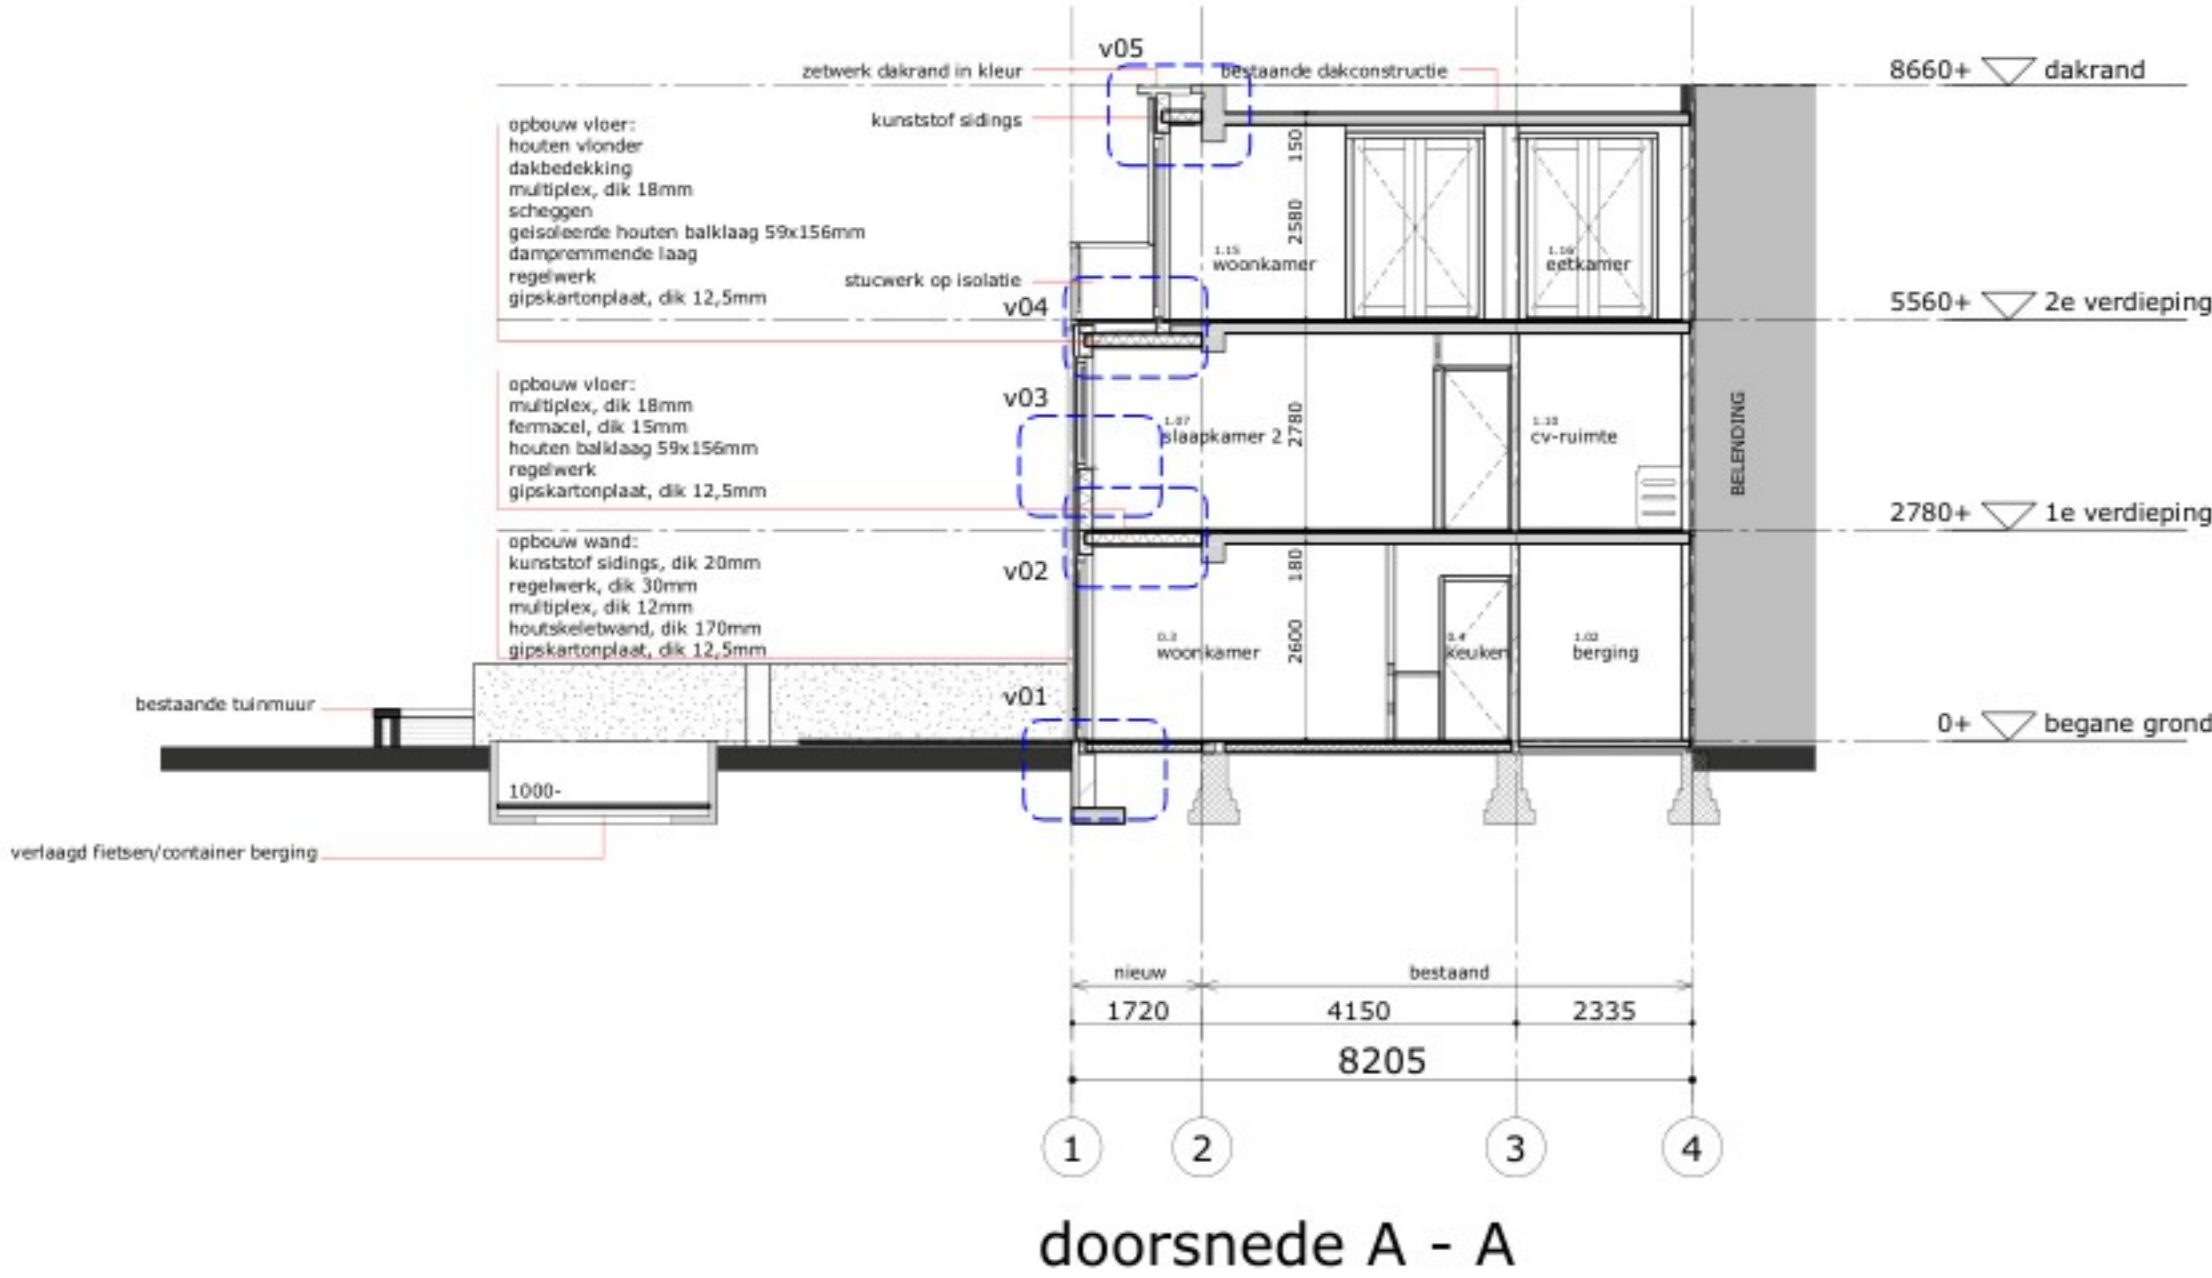 v05
zetwerk dakrand in kleur
bestaande dakconstructie
8660+ dakrand
kunststof sidings
opbouw vloer:
houten vlonder
dakbedekking
multiplex, dik 18mm
scheggen
geisoleerde houten balklaag 59x156mm
dampremmende laag
regelwerk
gipskartonplaat, dik 12,5mm
150
2580
1.15
woonkamer
1.16
eetkamer
stucwerk op isolatie
v04
5560+ 2e verdieping
opbouw vloer:
multiplex, dik 18mm
fermacel, dik 15mm
houten balklaag 59x156mm
regelwerk
gipskartonplaat, dik 12,5mm
v03
1.07
slaapkamer 2
2780
1.10
cv-ruimte
BELENDING
2780+ 1e verdieping
opbouw wand:
kunststof sidings, dik 20mm
regelwerk, dik 30mm
multiplex, dik 12mm
houtskeletwand, dik 170mm
gipskartonplaat, dik 12,5mm
v02
180
2600
0.3
woonkamer
0.4
keuken
1.02
berging
bestaande tuinmuur
v01
0+ begane grond
1000-
verlaagd fietsen/container berging
nieuw
bestaand
1720
4150
2335
8205
1
2
3
4
doorsnede A - A